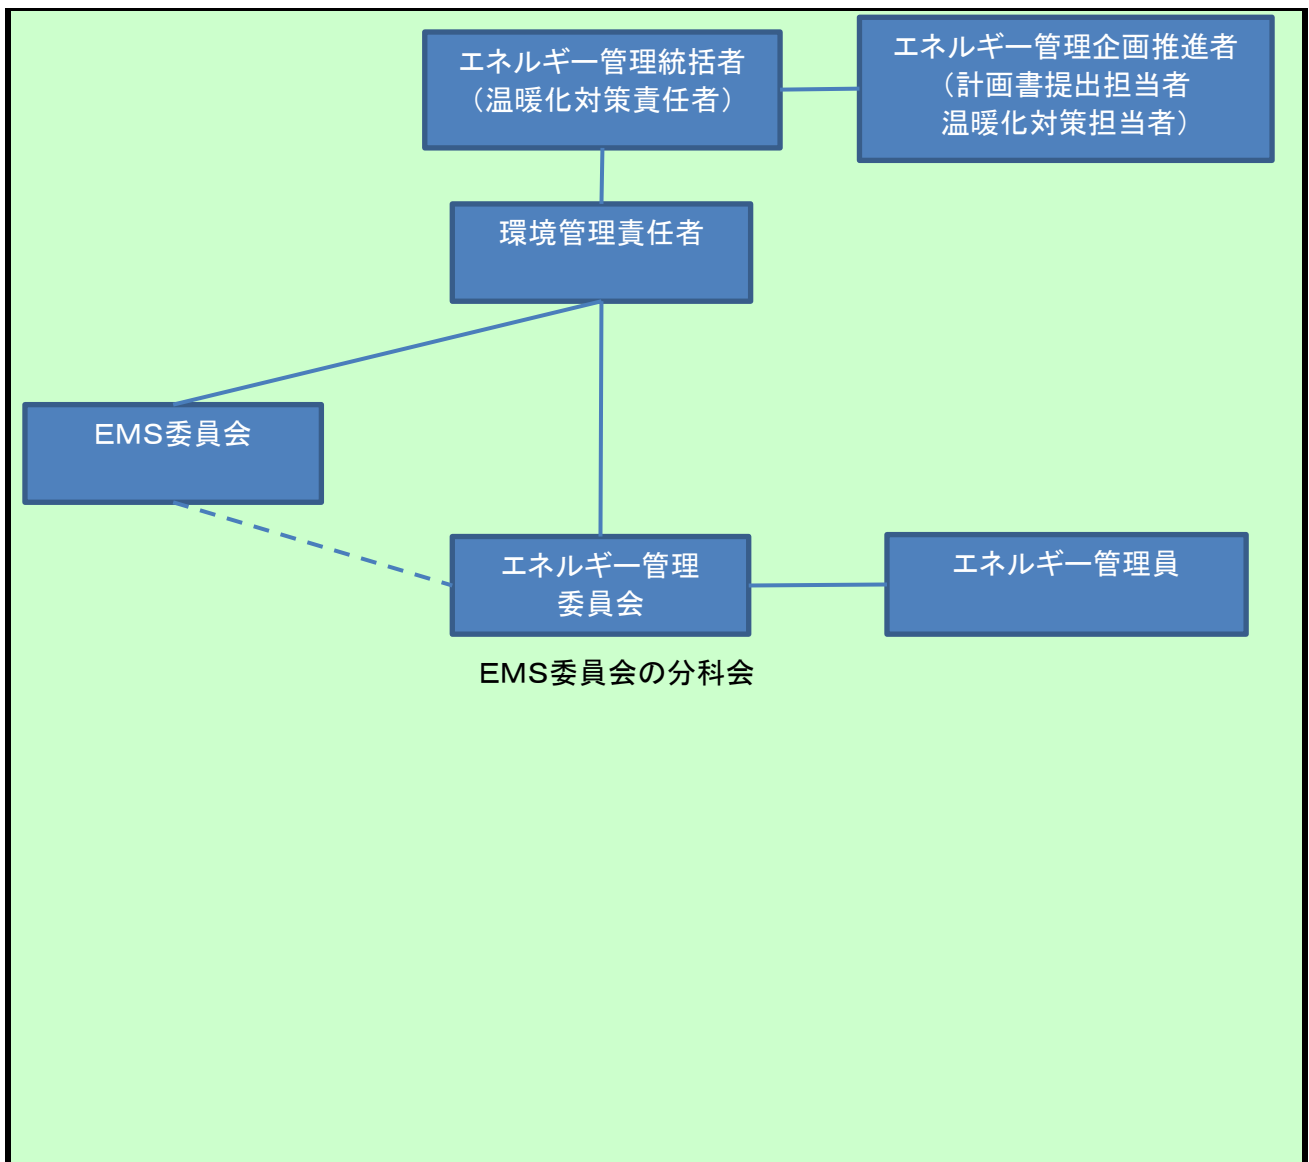 エネルギー管理統括者
（温暖化対策責任者）
エネルギー管理企画推進者
（計画書提出担当者
温暖化対策担当者）
環境管理責任者
EMS委員会
エネルギー管理
委員会
エネルギー管理員
EMS委員会の分科会